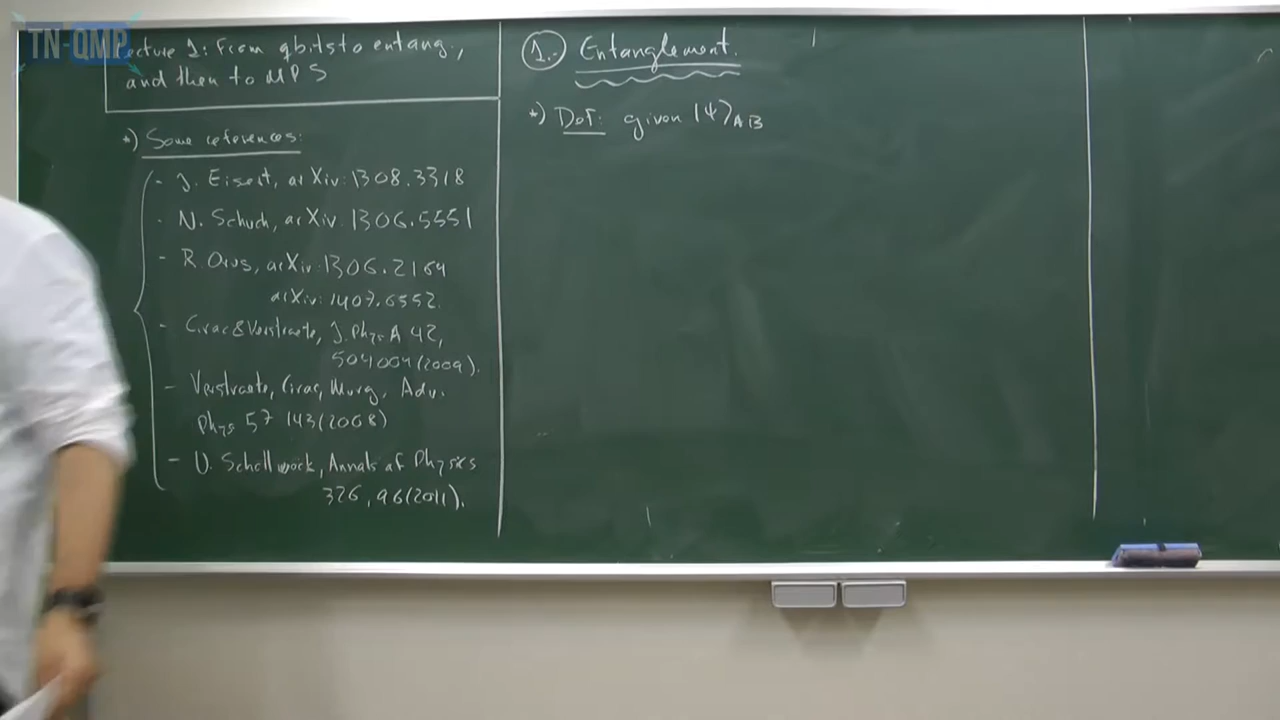 TN-QMP
Lecture 1: From qbits to entang.,
and then to MPS
*) Some references:
- J. Eisert, arXiv: 1308.3318
- N. Schuch, arXiv: 1306.5551
- R. Orus, arXiv: 1306.2164
arXiv: 1407.6552.
- Cirac & Verstraete, J. Phys A 42,
504004 (2009).
- Verstraete, Cirac, Murg, Adv.
Phys 57 143 (2008)
- U. Schollwöck, Annals of Physics
326, 96 (2011).
1.- Entanglement.
*) Def: given |ψ⟩AB